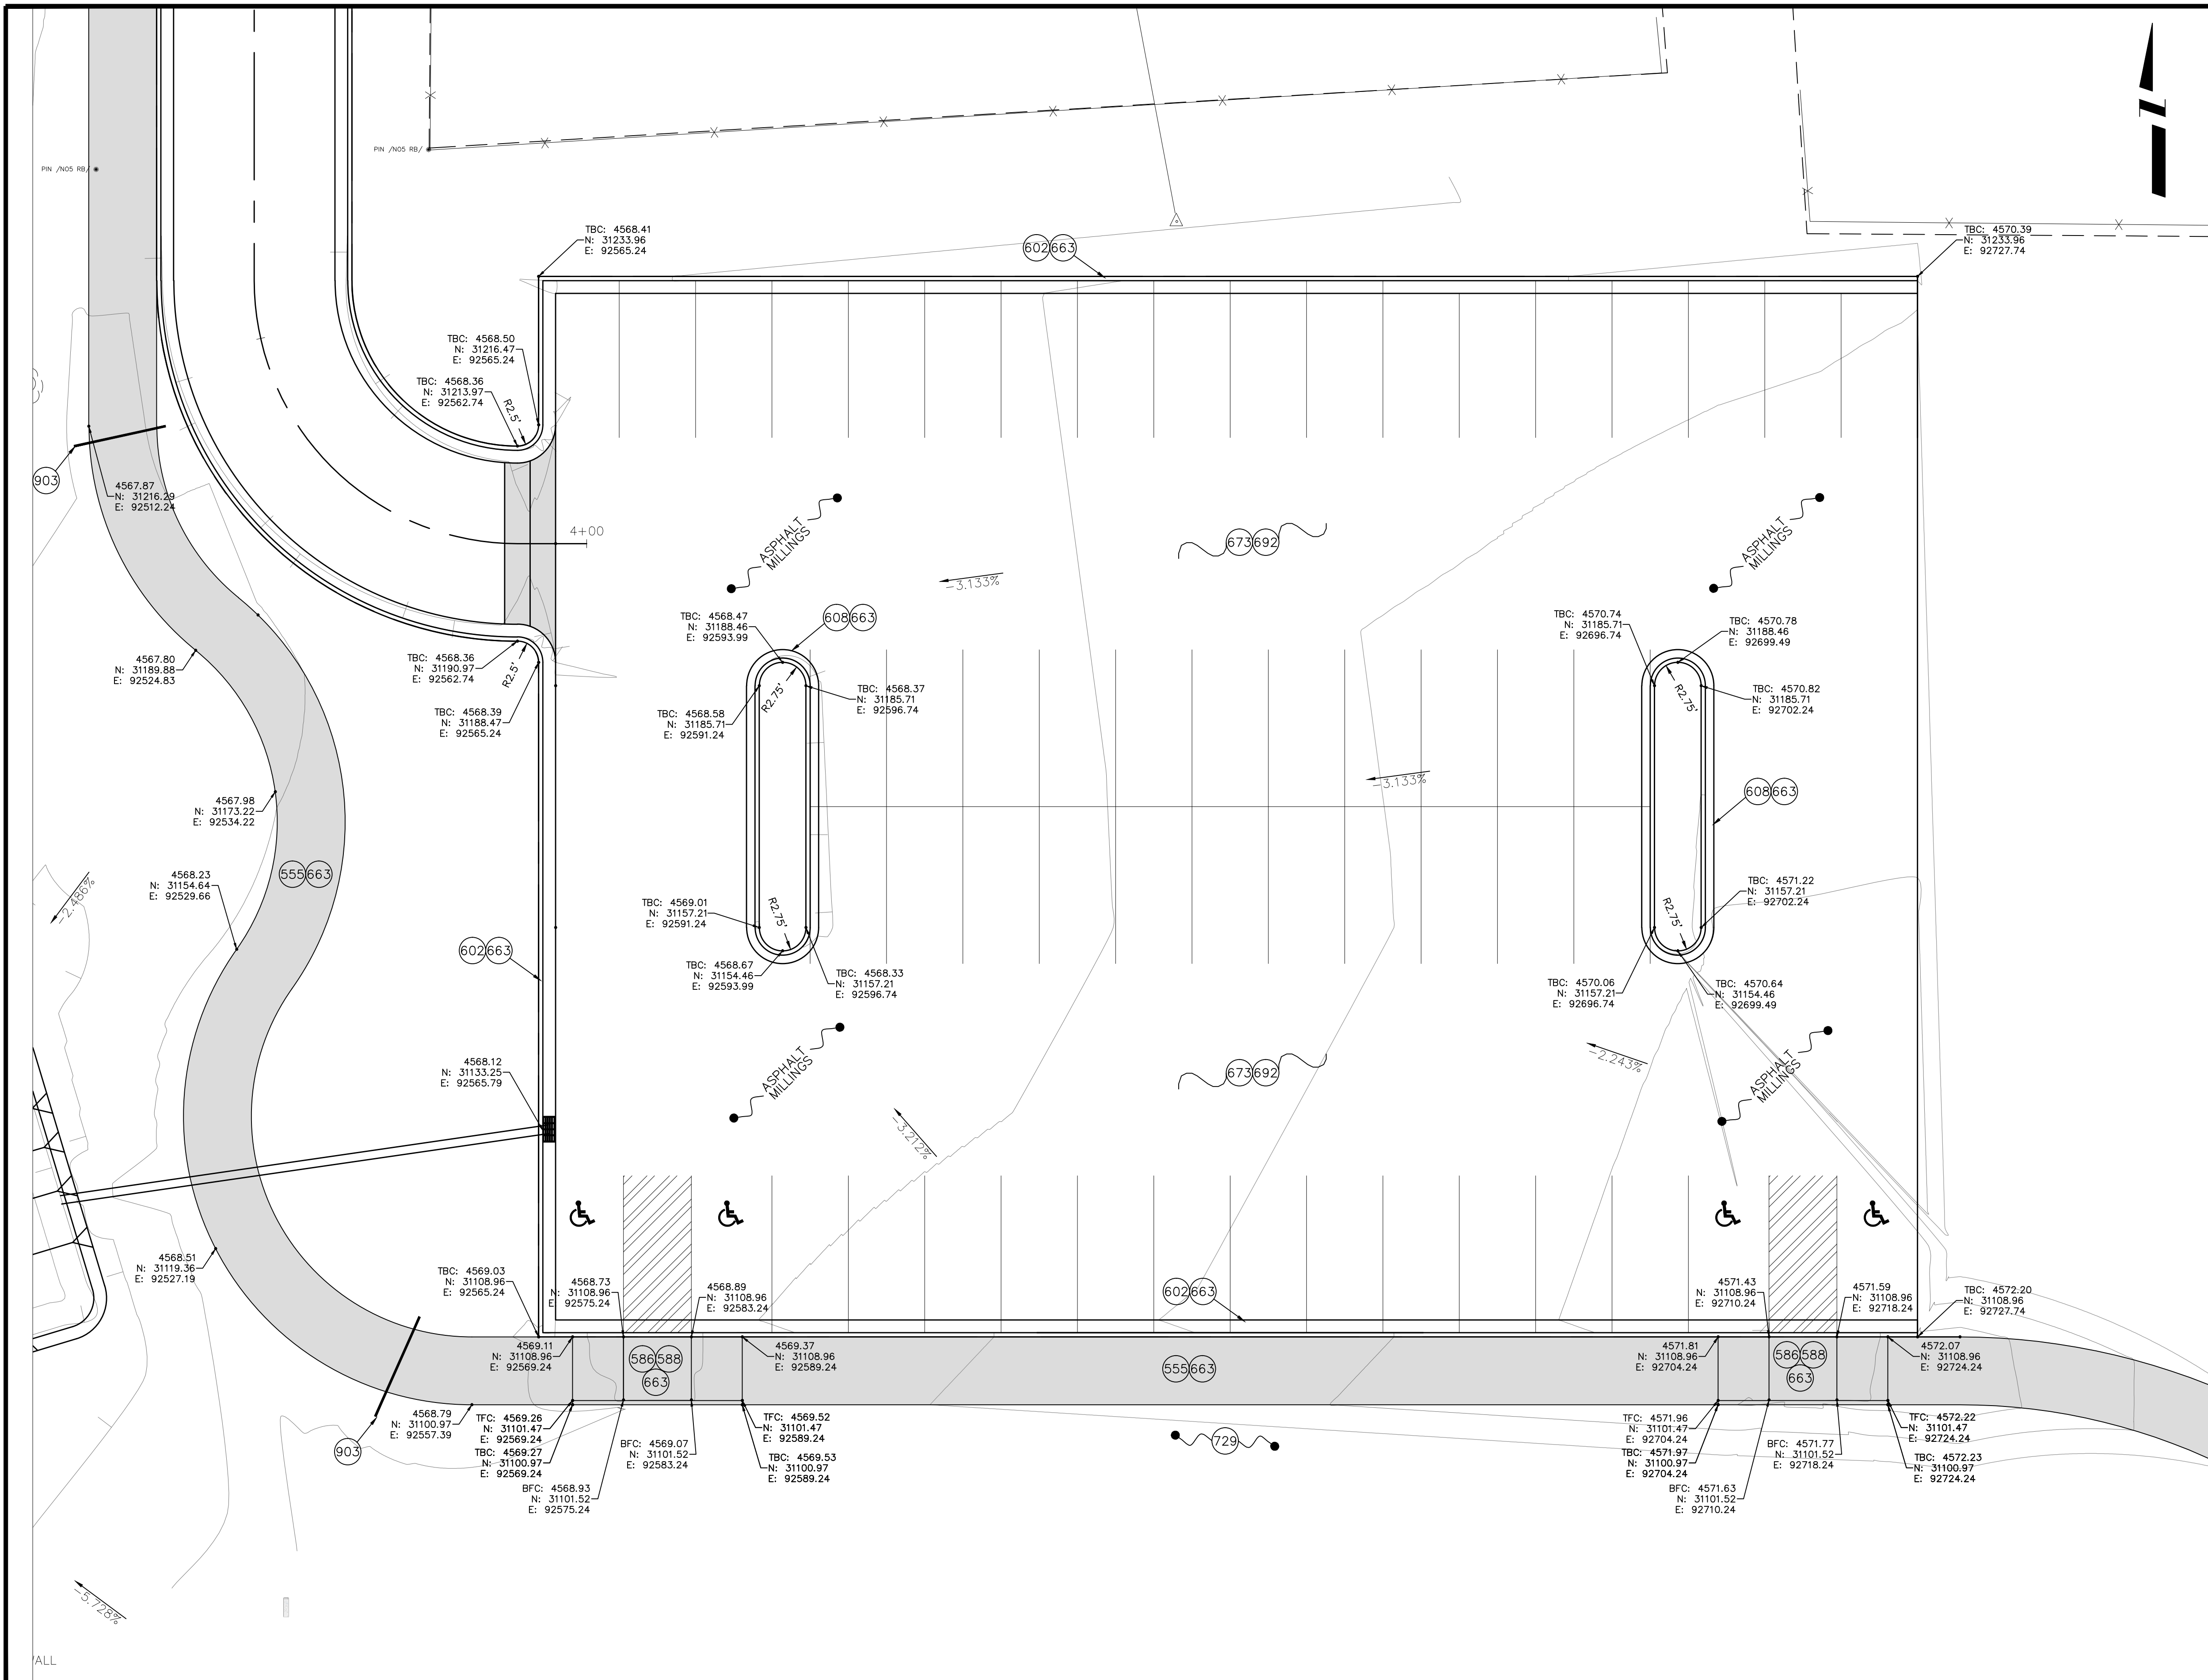 PIN /N05 RB/
PIN /N05 RB/
TBC: 4568.41
N: 31233.96
E: 92565.24
602 663
TBC: 4570.39
N: 31233.96
E: 92727.74
TBC: 4568.50
N: 31216.47
E: 92565.24
TBC: 4568.36
N: 31213.97
E: 92562.74
R2.5'
903
4567.87
N: 31216.29
E: 92512.24
4+00
ASPHALT
MILLINGS
673 692
ASPHALT
MILLINGS
-3.133%
TBC: 4568.47
N: 31188.46
E: 92593.99
608 663
TBC: 4570.74
N: 31185.71
E: 92696.74
TBC: 4570.78
N: 31188.46
E: 92699.49
4567.80
N: 31189.88
E: 92524.83
TBC: 4568.36
N: 31190.97
E: 92562.74
R2.5'
TBC: 4568.39
N: 31188.47
E: 92565.24
TBC: 4568.58
N: 31185.71
E: 92591.24
R2.75'
TBC: 4568.37
N: 31185.71
E: 92596.74
R2.75'
TBC: 4570.82
N: 31185.71
E: 92702.24
-3.133%
608 663
4567.98
N: 31173.22
E: 92534.22
555 663
4568.23
N: 31154.64
E: 92529.66
-2.486%
TBC: 4569.01
N: 31157.21
E: 92591.24
R2.75'
R2.75'
TBC: 4571.22
N: 31157.21
E: 92702.24
602 663
TBC: 4568.67
N: 31154.46
E: 92593.99
TBC: 4568.33
N: 31157.21
E: 92596.74
TBC: 4570.06
N: 31157.21
E: 92696.74
TBC: 4570.64
N: 31154.46
E: 92699.49
4568.12
N: 31133.25
E: 92565.79
ASPHALT
MILLINGS
673 692
-2.243%
ASPHALT
MILLINGS
-3.212%
4568.51
N: 31119.36
E: 92527.19
TBC: 4569.03
N: 31108.96
E: 92565.24
4568.73
N: 31108.96
E: 92575.24
4568.89
N: 31108.96
E: 92583.24
602 663
4571.43
N: 31108.96
E: 92710.24
4571.59
N: 31108.96
E: 92718.24
TBC: 4572.20
N: 31108.96
E: 92727.74
4569.11
N: 31108.96
E: 92569.24
586 588
663
4569.37
N: 31108.96
E: 92589.24
555 663
4571.81
N: 31108.96
E: 92704.24
586 588
663
4572.07
N: 31108.96
E: 92724.24
903
4568.79
N: 31100.97
E: 92557.39
TFC: 4569.26
N: 31101.47
E: 92569.24
TBC: 4569.27
N: 31100.97
E: 92569.24
BFC: 4568.93
N: 31101.52
E: 92575.24
BFC: 4569.07
N: 31101.52
E: 92583.24
TFC: 4569.52
N: 31101.47
E: 92589.24
TBC: 4569.53
N: 31100.97
E: 92589.24
729
TFC: 4571.96
N: 31101.47
E: 92704.24
TBC: 4571.97
N: 31100.97
E: 92704.24
BFC: 4571.63
N: 31101.52
E: 92710.24
BFC: 4571.77
N: 31101.52
E: 92718.24
TFC: 4572.22
N: 31101.47
E: 92724.24
TBC: 4572.23
N: 31100.97
E: 92724.24
-5.728%